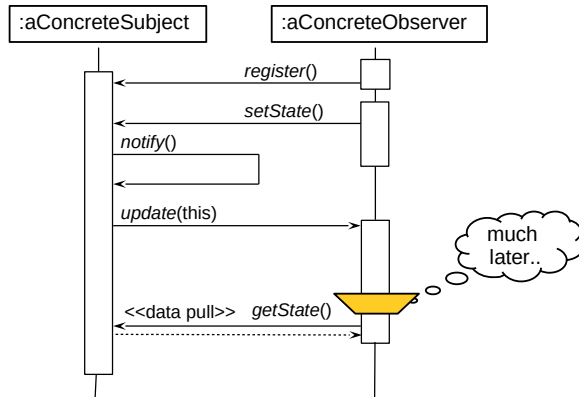 :aConcreteSubject :aConcreteObserver
register()
setState()
notify()
update(this)
much
later..
<<data pull>> getState()